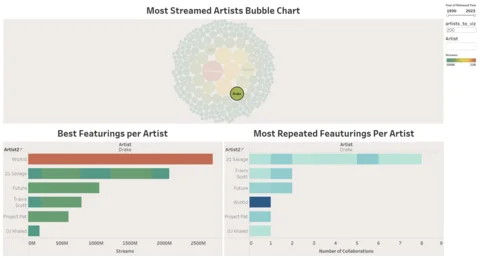 Most Streamed Artists Bubble Chart
Year of Released Year
1930 2023
artists_to_viz
200
Artist
Streams
Drake
Best Featurings per Artist
Artist
Artist2
Drake
WizKid
21 Savage
Future
Travis
Scott
Project Pat
DJ Khaled
0M 500M 1000M 1500M 2000M 2500M
Streams
Most Repeated Feauturings Per Artist
Artist
Artist2
Drake
21 Savage
Travis
Scott
Future
WizKid
Project Pat
DJ Khaled
0 1 2 3 4 5 6 7 8 9
Number of Collaborations